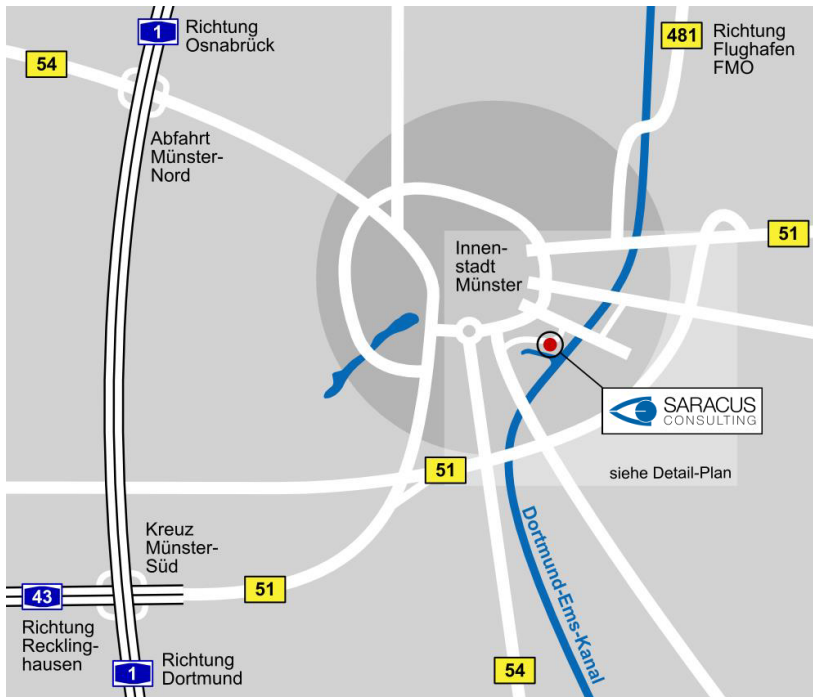 1
Richtung
Osnabrück
54
481
Richtung
Flughafen
FMO
Abfahrt
Münster-
Nord
51
Innen-
stadt
Münster
SARACUS
CONSULTING
51
siehe Detail-Plan
Kreuz
Münster-
Süd
Dortmund-Ems-Kanal
43
51
Richtung
Reckling-
hausen
1
Richtung
Dortmund
54